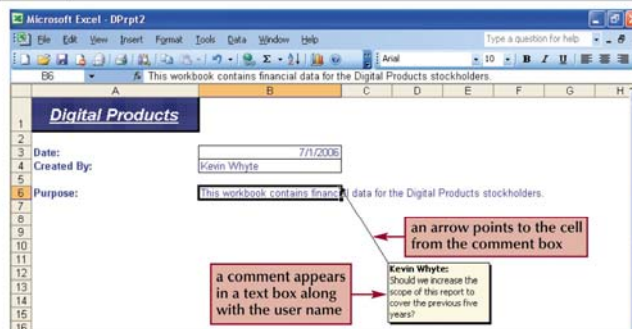 Microsoft Excel - DPrpt2
File Edit View Insert Format Tools Data Window Help
Type a question for help
Arial
10
B I U
B6
fx This workbook contains financial data for the Digital Products stockholders.
A B C D E F G H
1 Digital Products
2
3 Date: 7/1/2006
4 Created By: Kevin Whyte
5
6 Purpose: This workbook contains financial data for the Digital Products stockholders.
7
8
9
10
11
12
13
14
15
16
an arrow points to the cell
from the comment box
a comment appears
in a text box along
with the user name
Kevin Whyte:
Should we increase the
scope of this report to
cover the previous five
years?